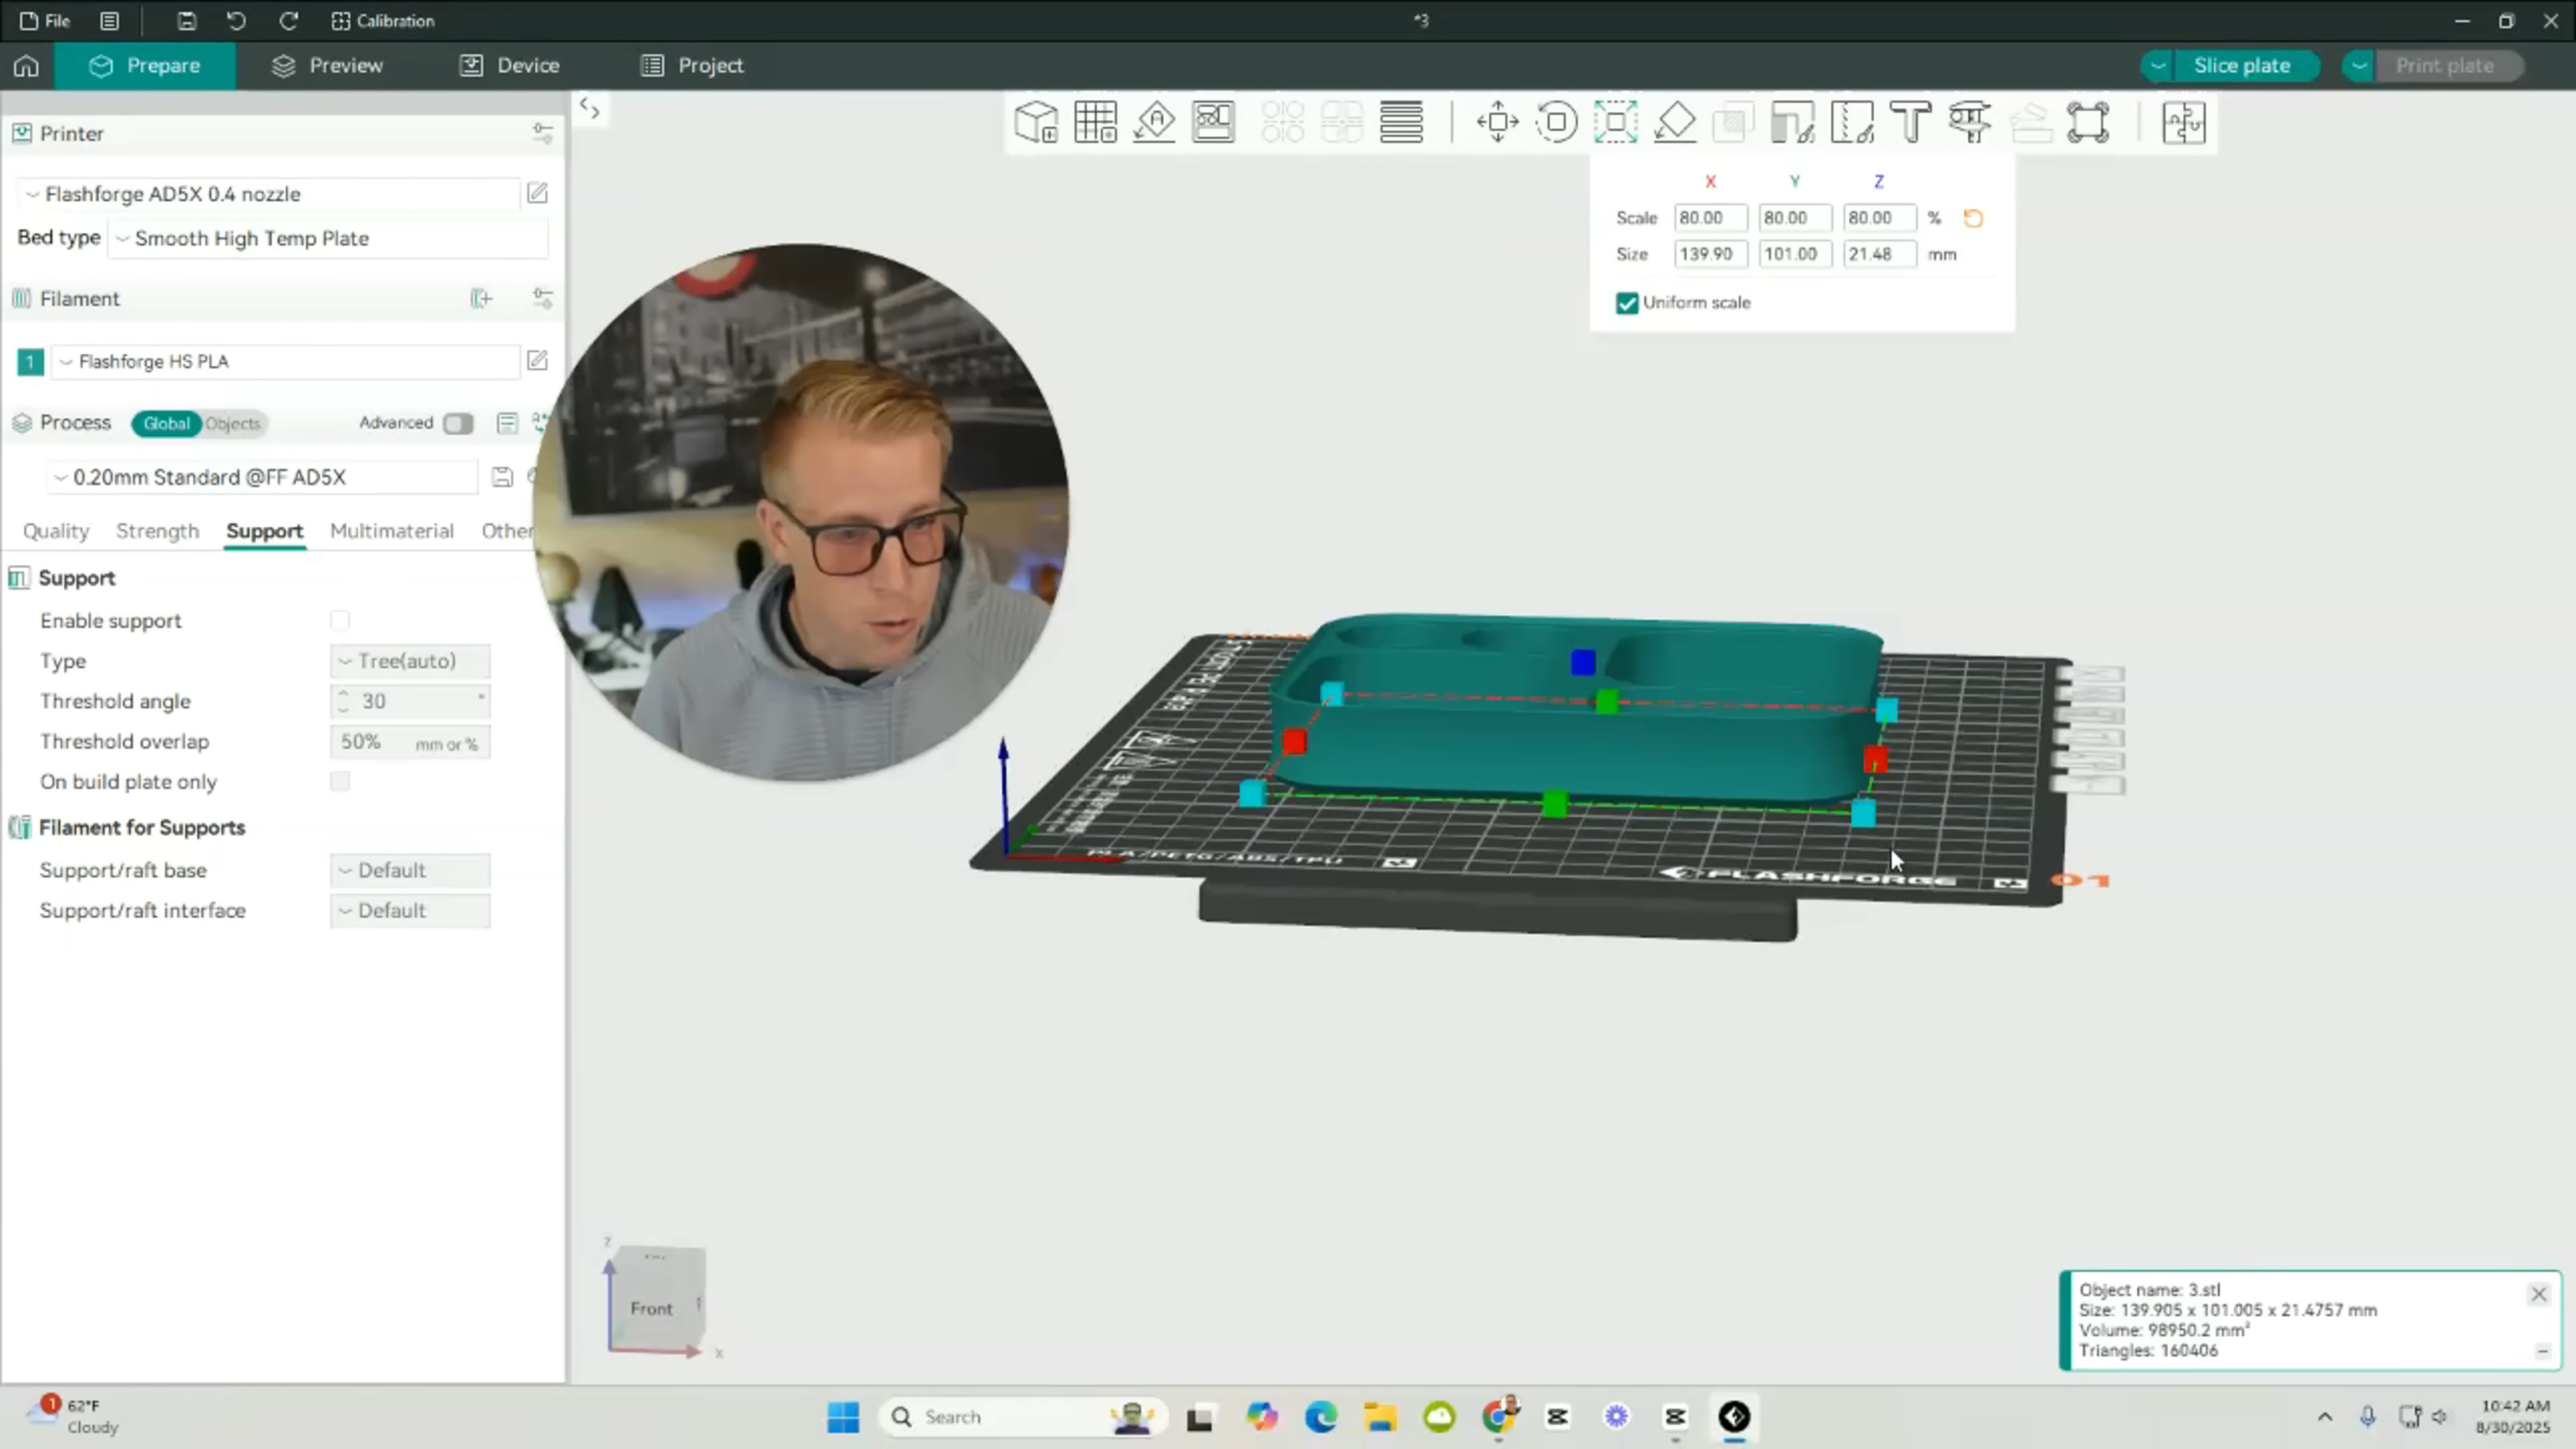 File Calibration *3
Prepare Preview Device Project Slice plate Print plate
Printer
Flashforge AD5X 0.4 nozzle
Bed type Smooth High Temp Plate
Filament
1 Flashforge HS PLA
Process Global Objects Advanced
0.20mm Standard @FF AD5X
Quality Strength Support Multimaterial Other
Support
Enable support
Type Tree(auto)
Threshold angle 30 °
Threshold overlap 50% mm or %
On build plate only
Filament for Supports
Support/raft base Default
Support/raft interface Default
X Y Z
Scale 80.00 80.00 80.00 %
Size 139.90 101.00 21.48 mm
Uniform scale
PLA/PETG/ABS/TPU
FLASHFORGE
01
Z
Front
X
Object name: 3.stl
Size: 139.905 x 101.005 x 21.4757 mm
Volume: 98950.2 mm³
Triangles: 160406
1
62°F
Cloudy
Search
10:42 AM
8/30/2025